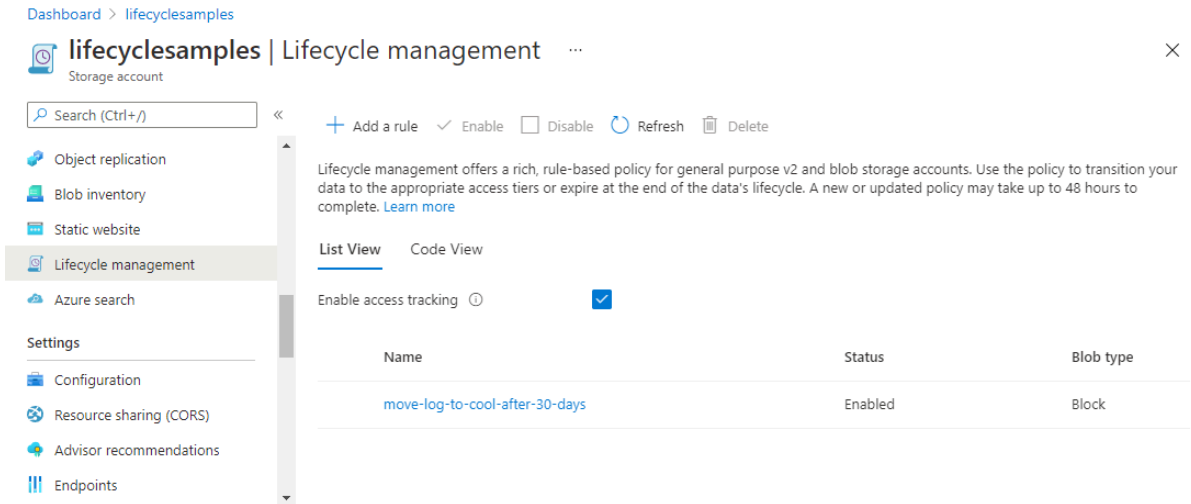 Dashboard > lifecyclesamples
lifecyclesamples | Lifecycle management ...
Storage account
Search (Ctrl+/)
«
Object replication
Blob inventory
Static website
Lifecycle management
Azure search
Settings
Configuration
Resource sharing (CORS)
Advisor recommendations
Endpoints
+ Add a rule Enable Disable Refresh Delete
Lifecycle management offers a rich, rule-based policy for general purpose v2 and blob storage accounts. Use the policy to transition your
data to the appropriate access tiers or expire at the end of the data's lifecycle. A new or updated policy may take up to 48 hours to
complete. Learn more
List View Code View
Enable access tracking
Name Status Blob type
move-log-to-cool-after-30-days Enabled Block